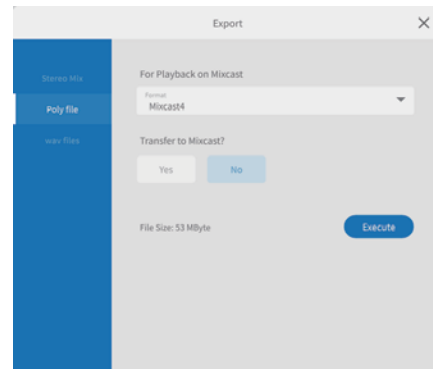 Export
Stereo Mix
Poly file
wav files
For Playback on Mixcast
Format
Mixcast4
Transfer to Mixcast?
Yes
No
File Size: 53 MByte
Execute